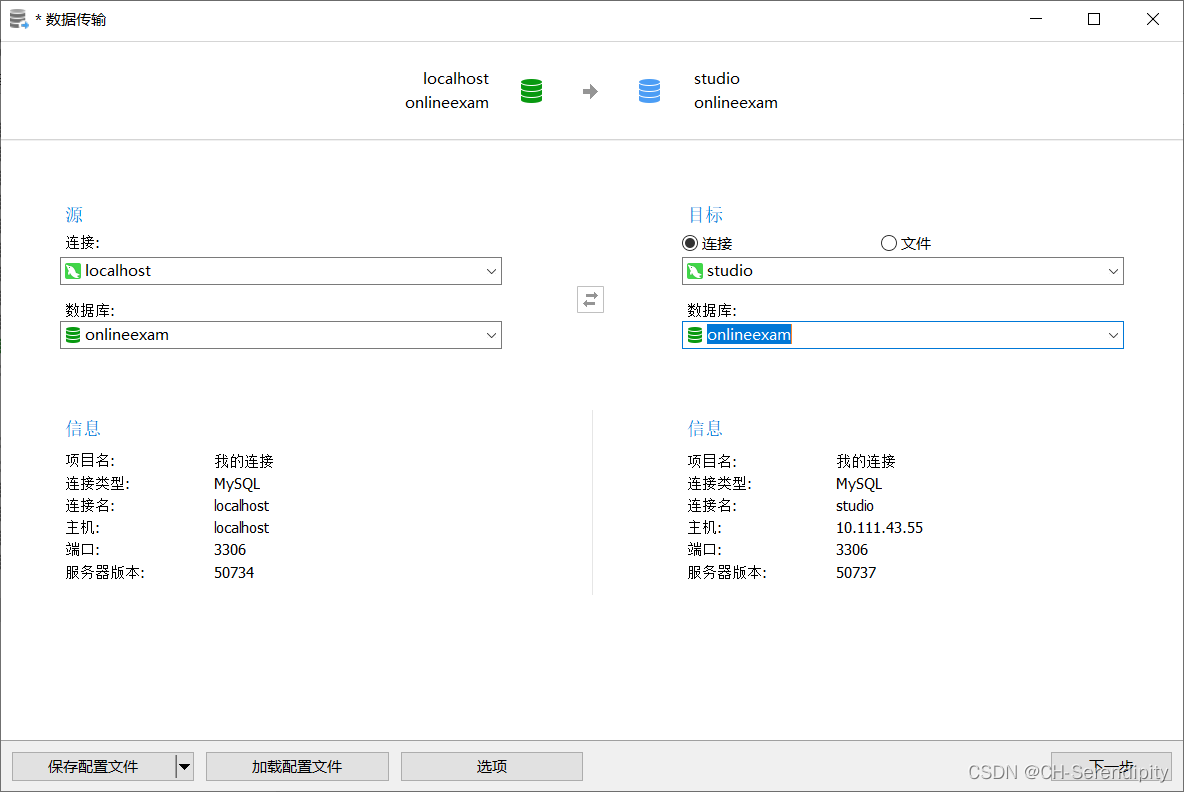 * 数据传输
localhost
onlineexam
studio
onlineexam
源
连接:
localhost
数据库:
onlineexam
目标
连接 文件
studio
数据库:
onlineexam
信息
项目名: 我的连接
连接类型: MySQL
连接名: localhost
主机: localhost
端口: 3306
服务器版本: 50734
信息
项目名: 我的连接
连接类型: MySQL
连接名: studio
主机: 10.111.43.55
端口: 3306
服务器版本: 50737
保存配置文件 加载配置文件 选项 下一步
CSDN @CH-Serendipity